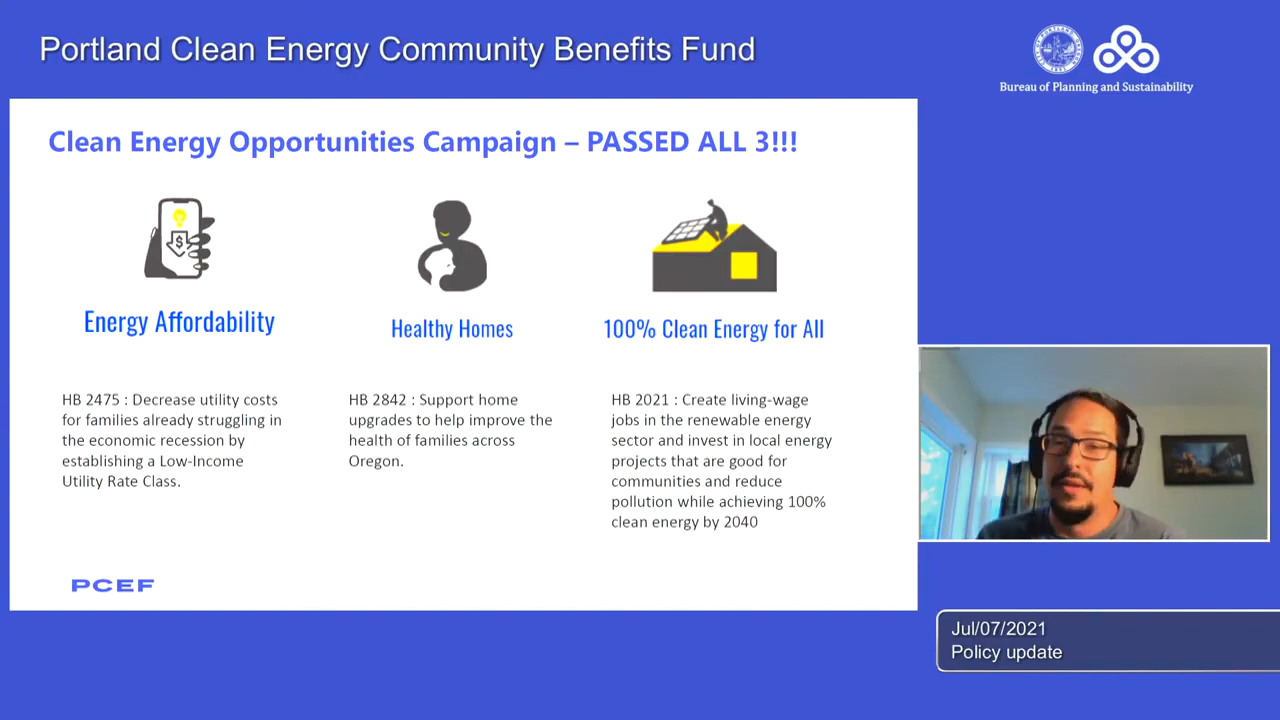 Portland Clean Energy Community Benefits Fund
Bureau of Planning and Sustainability
Clean Energy Opportunities Campaign – PASSED ALL 3!!!
$
Energy Affordability
Healthy Homes
100% Clean Energy for All
HB 2475 : Decrease utility costs
for families already struggling in
the economic recession by
establishing a Low-Income
Utility Rate Class.
HB 2842 : Support home
upgrades to help improve the
health of families across
Oregon.
HB 2021 : Create living-wage
jobs in the renewable energy
sector and invest in local energy
projects that are good for
communities and reduce
pollution while achieving 100%
clean energy by 2040
PCEF
Jul/07/2021
Policy update